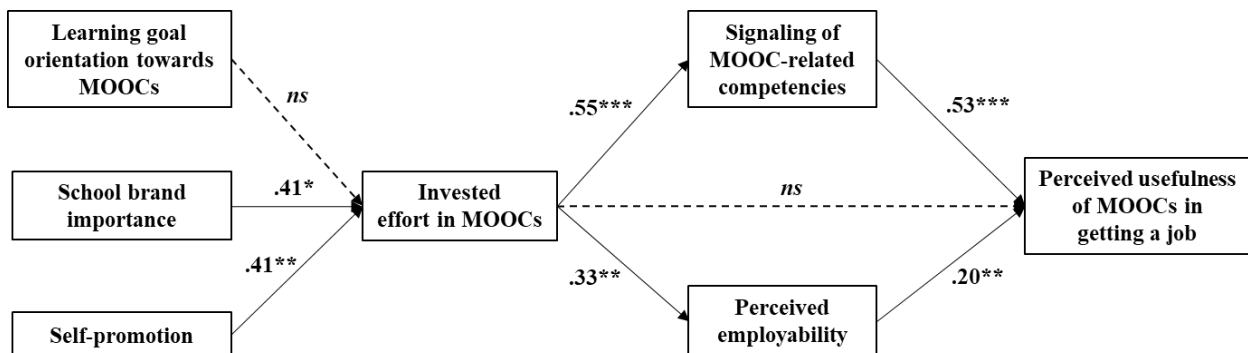 Learning goal
orientation towards
MOOCs
ns
School brand
importance
.41*
Self-promotion
.41**
Invested
effort in MOOCs
.55***
Signaling of
MOOC-related
competencies
.53***
ns
.33**
Perceived
employability
.20**
Perceived usefulness
of MOOCs in
getting a job